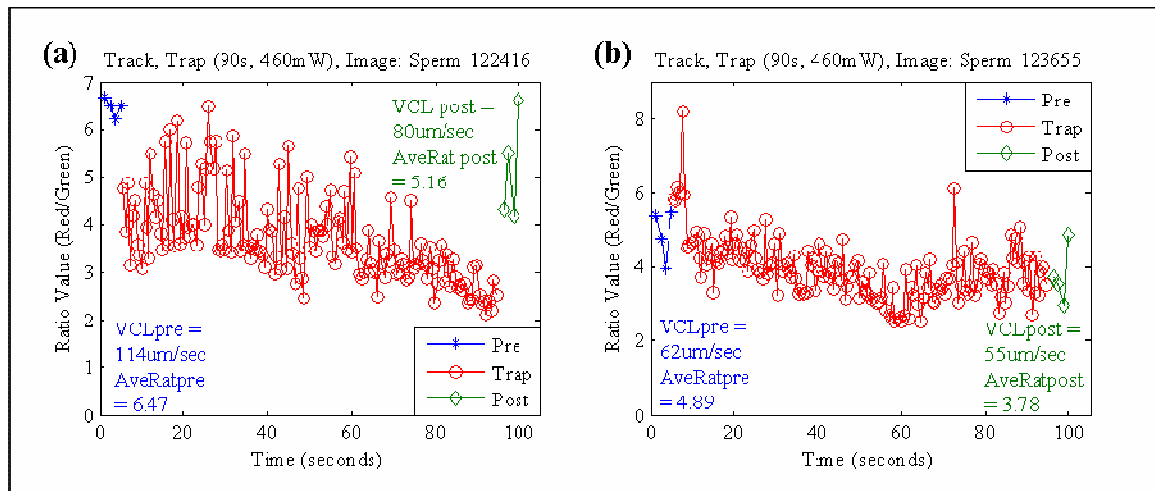 (a)
Track, Trap (90s, 460mW), Image: Sperm 122416
Ratio Value (Red/Green)
7
6
5
4
3
2
1
0
VCL post =
80um/sec
AveRat post
= 5.16
VCLpre =
114um/sec
AveRatpre
= 6.47
Pre
Trap
Post
0 20 40 60 80 100
Time (seconds)
(b)
Track, Trap (90s, 460mW), Image: Sperm 123655
Ratio Value (Red/Green)
8
6
4
2
0
Pre
Trap
Post
VCLpre =
62um/sec
AveRatpre
= 4.89
VCLpost =
55um/sec
AveRatpost
= 3.78
0 20 40 60 80 100
Time (seconds)